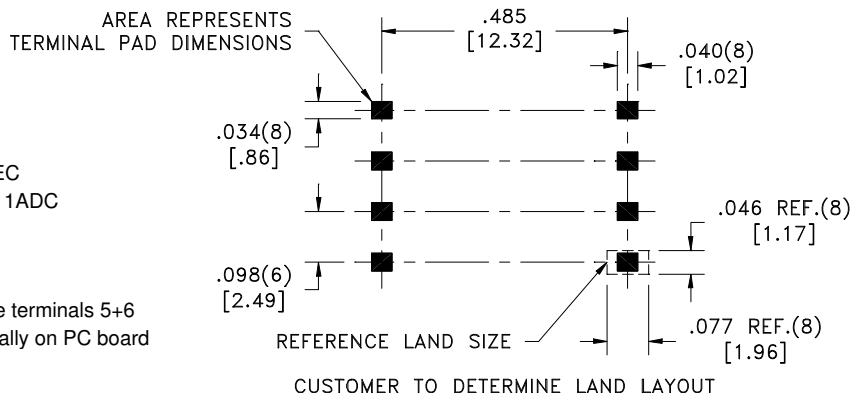 AREA REPRESENTS
TERMINAL PAD DIMENSIONS
.485
[12.32]
.040(8)
[1.02]
.034(8)
[.86]
EC
1ADC
.046 REF.(8)
[1.17]
.098(6)
[2.49]
e terminals 5+6
ally on PC board
REFERENCE LAND SIZE
.077 REF.(8)
[1.96]
CUSTOMER TO DETERMINE LAND LAYOUT